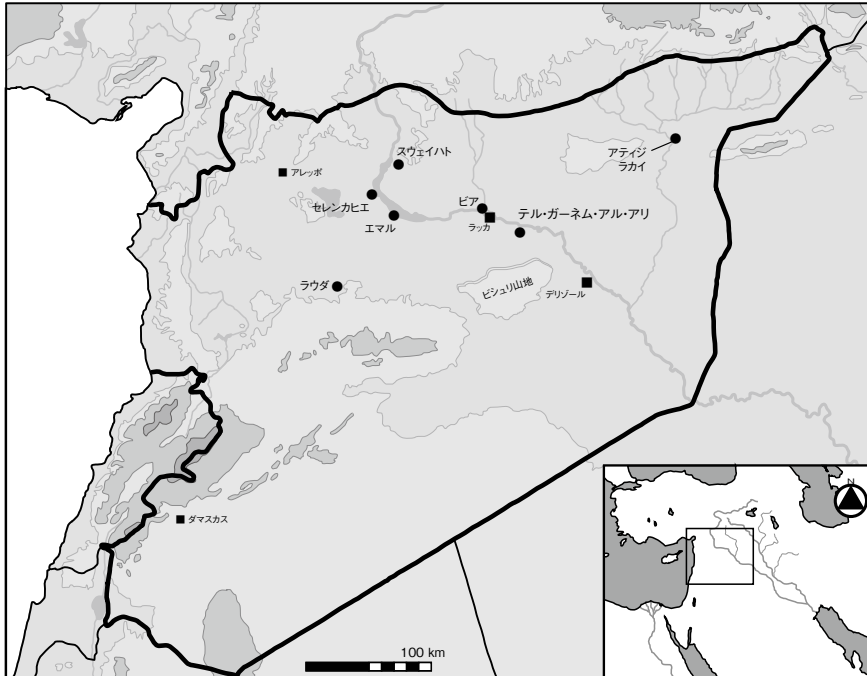 スウェイハト
アレッポ
アティジ
ラカイ
セレンカヒエ
ビア
テル・ガーネム・アル・アリ
エマル
ラッカ
ラウダ
ビシュリ山地
デリゾール
ダマスカス
N
100 km